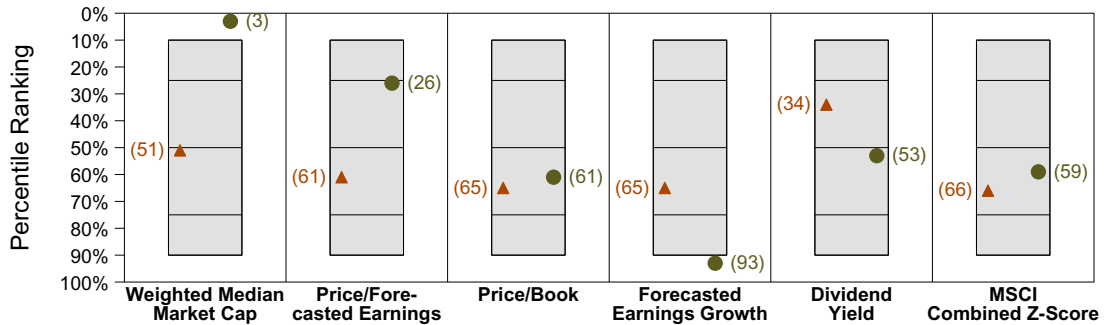 Percentile Ranking
0%
10%
20%
30%
40%
50%
60%
70%
80%
90%
100%
(3)
(51)
(26)
(61)
(65)
(61)
(65)
(93)
(34)
(53)
(66)
(59)
Weighted Median
Market Cap
Price/Fore-
casted Earnings
Price/Book
Forecasted
Earnings Growth
Dividend
Yield
MSCI
Combined Z-Score